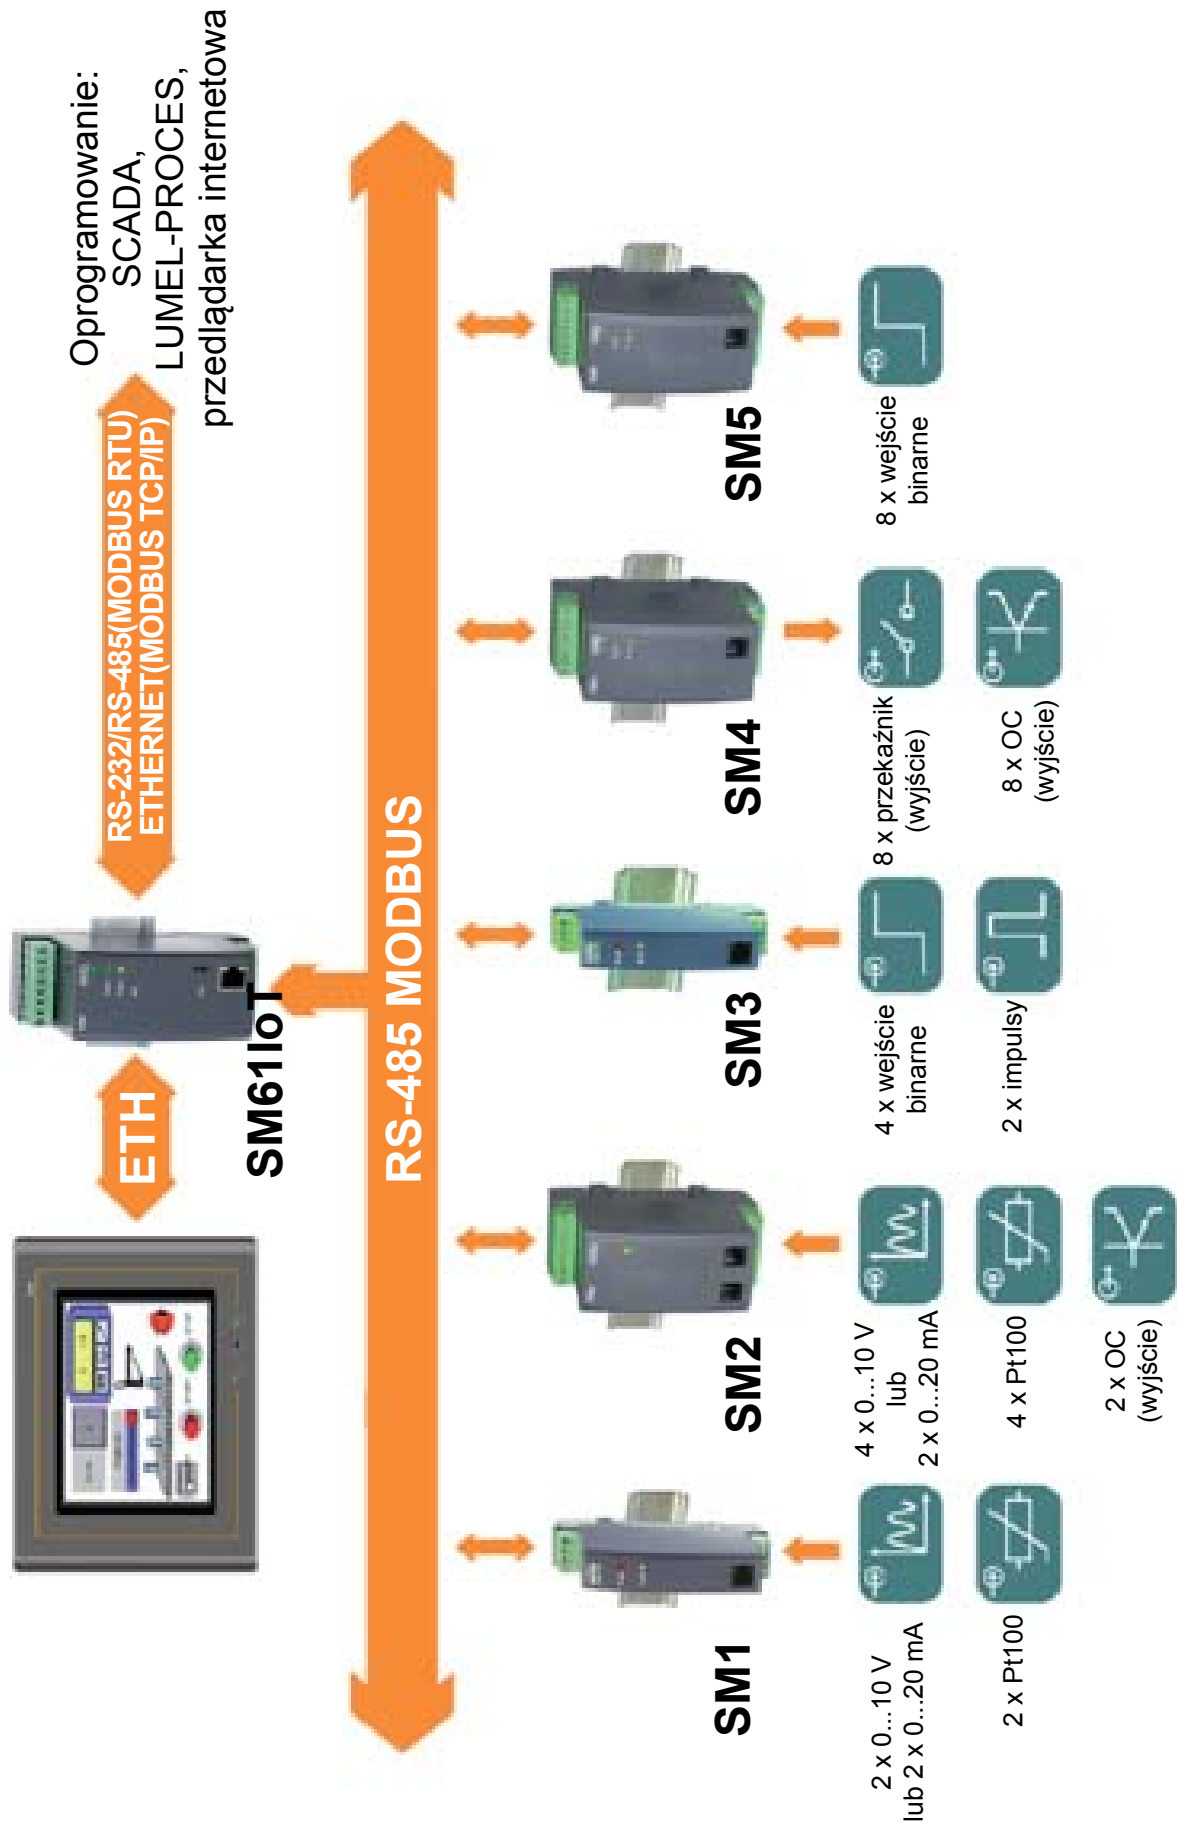 Oprogramowanie:
SCADA,
LUMEL-PROCES,
przedlądarka internetowa
RS-232/RS-485(MODBUS RTU)
ETHERNET(MODBUS TCP/IP)
ETH
SM61IoT
RS-485 MODBUS
SM1
2 x 0...10 V
lub 2 x 0...20 mA
2 x Pt100
SM2
4 x 0...10 V
lub
2 x 0...20 mA
4 x Pt100
2 x OC
(wyjście)
SM3
4 x wejście
binarne
2 x impulsy
SM4
8 x przekaźnik
(wyjście)
8 x OC
(wyjście)
SM5
8 x wejście
binarne